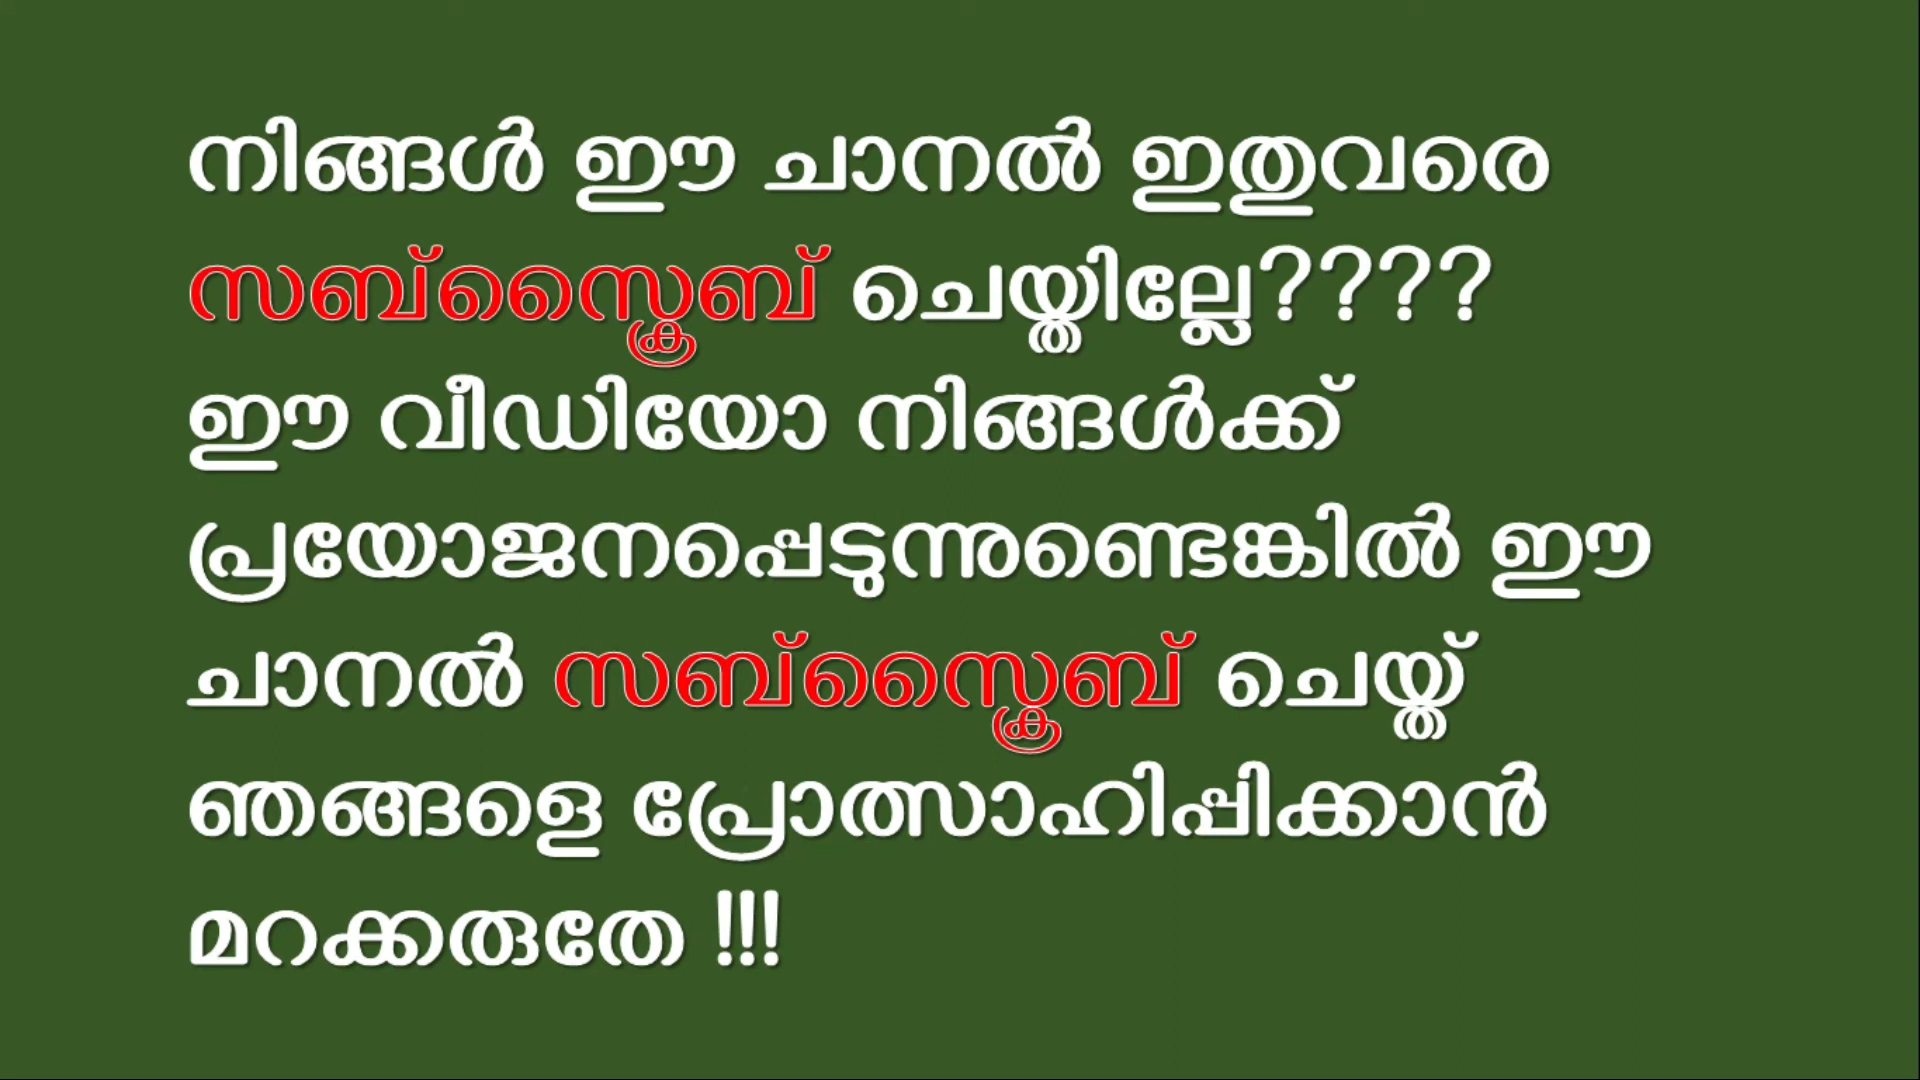 നിങ്ങൾ ഈ ചാനൽ ഇതുവരെ
സബ്സ്ക്രൈബ് ചെയ്തില്ലേ????
ഈ വീഡിയോ നിങ്ങൾക്ക്
പ്രയോജനപ്പെടുന്നുണ്ടെങ്കിൽ ഈ
ചാനൽ സബ്സ്ക്രൈബ് ചെയ്ത്
ഞങ്ങളെ പ്രോത്സാഹിപ്പിക്കാൻ
മറക്കരുതേ !!!